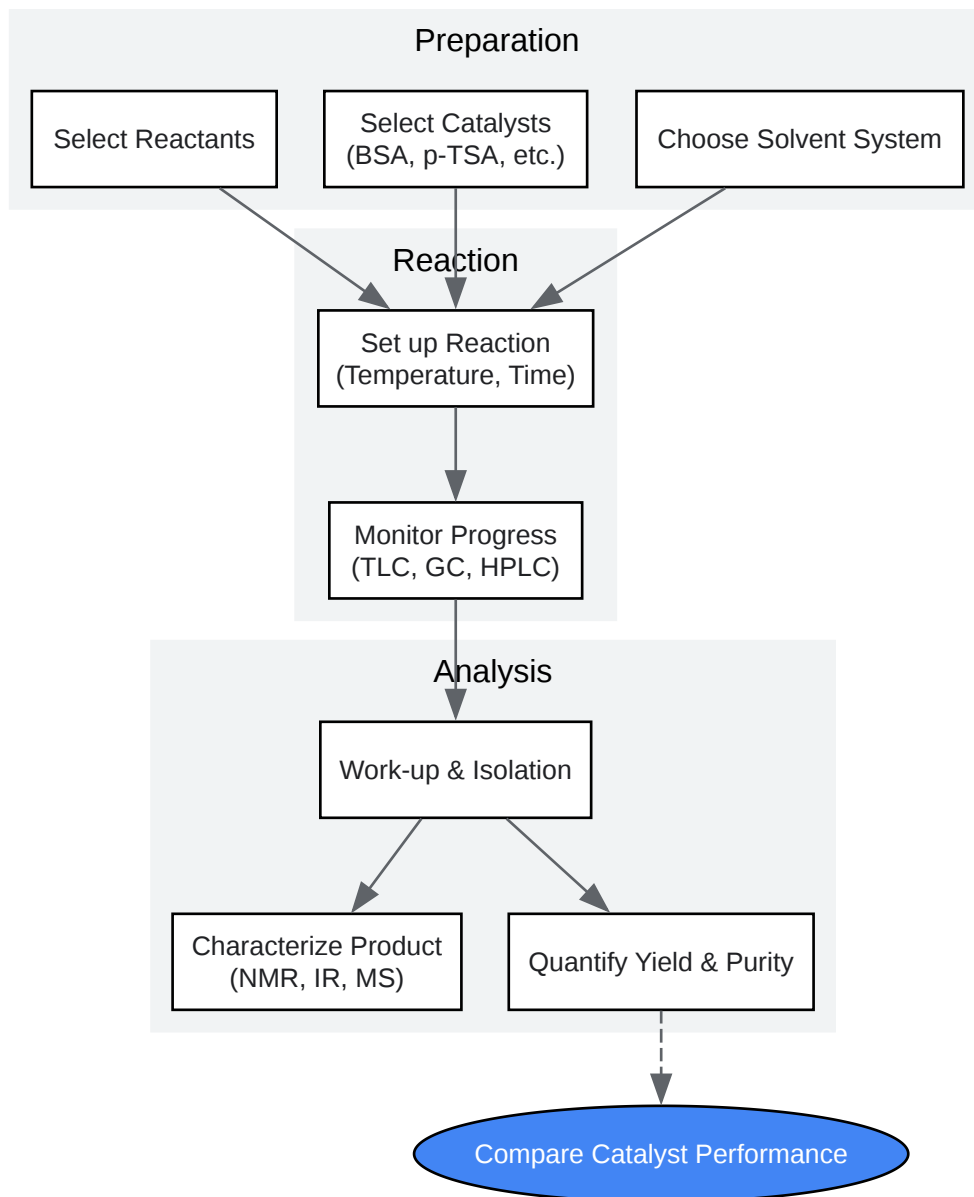 Preparation
Select Reactants
Select Catalysts
(BSA, p-TSA, etc.)
Choose Solvent System
Reaction
Set up Reaction
(Temperature, Time)
Monitor Progress
(TLC, GC, HPLC)
Analysis
Work-up & Isolation
Characterize Product
(NMR, IR, MS)
Quantify Yield & Purity
Compare Catalyst Performance